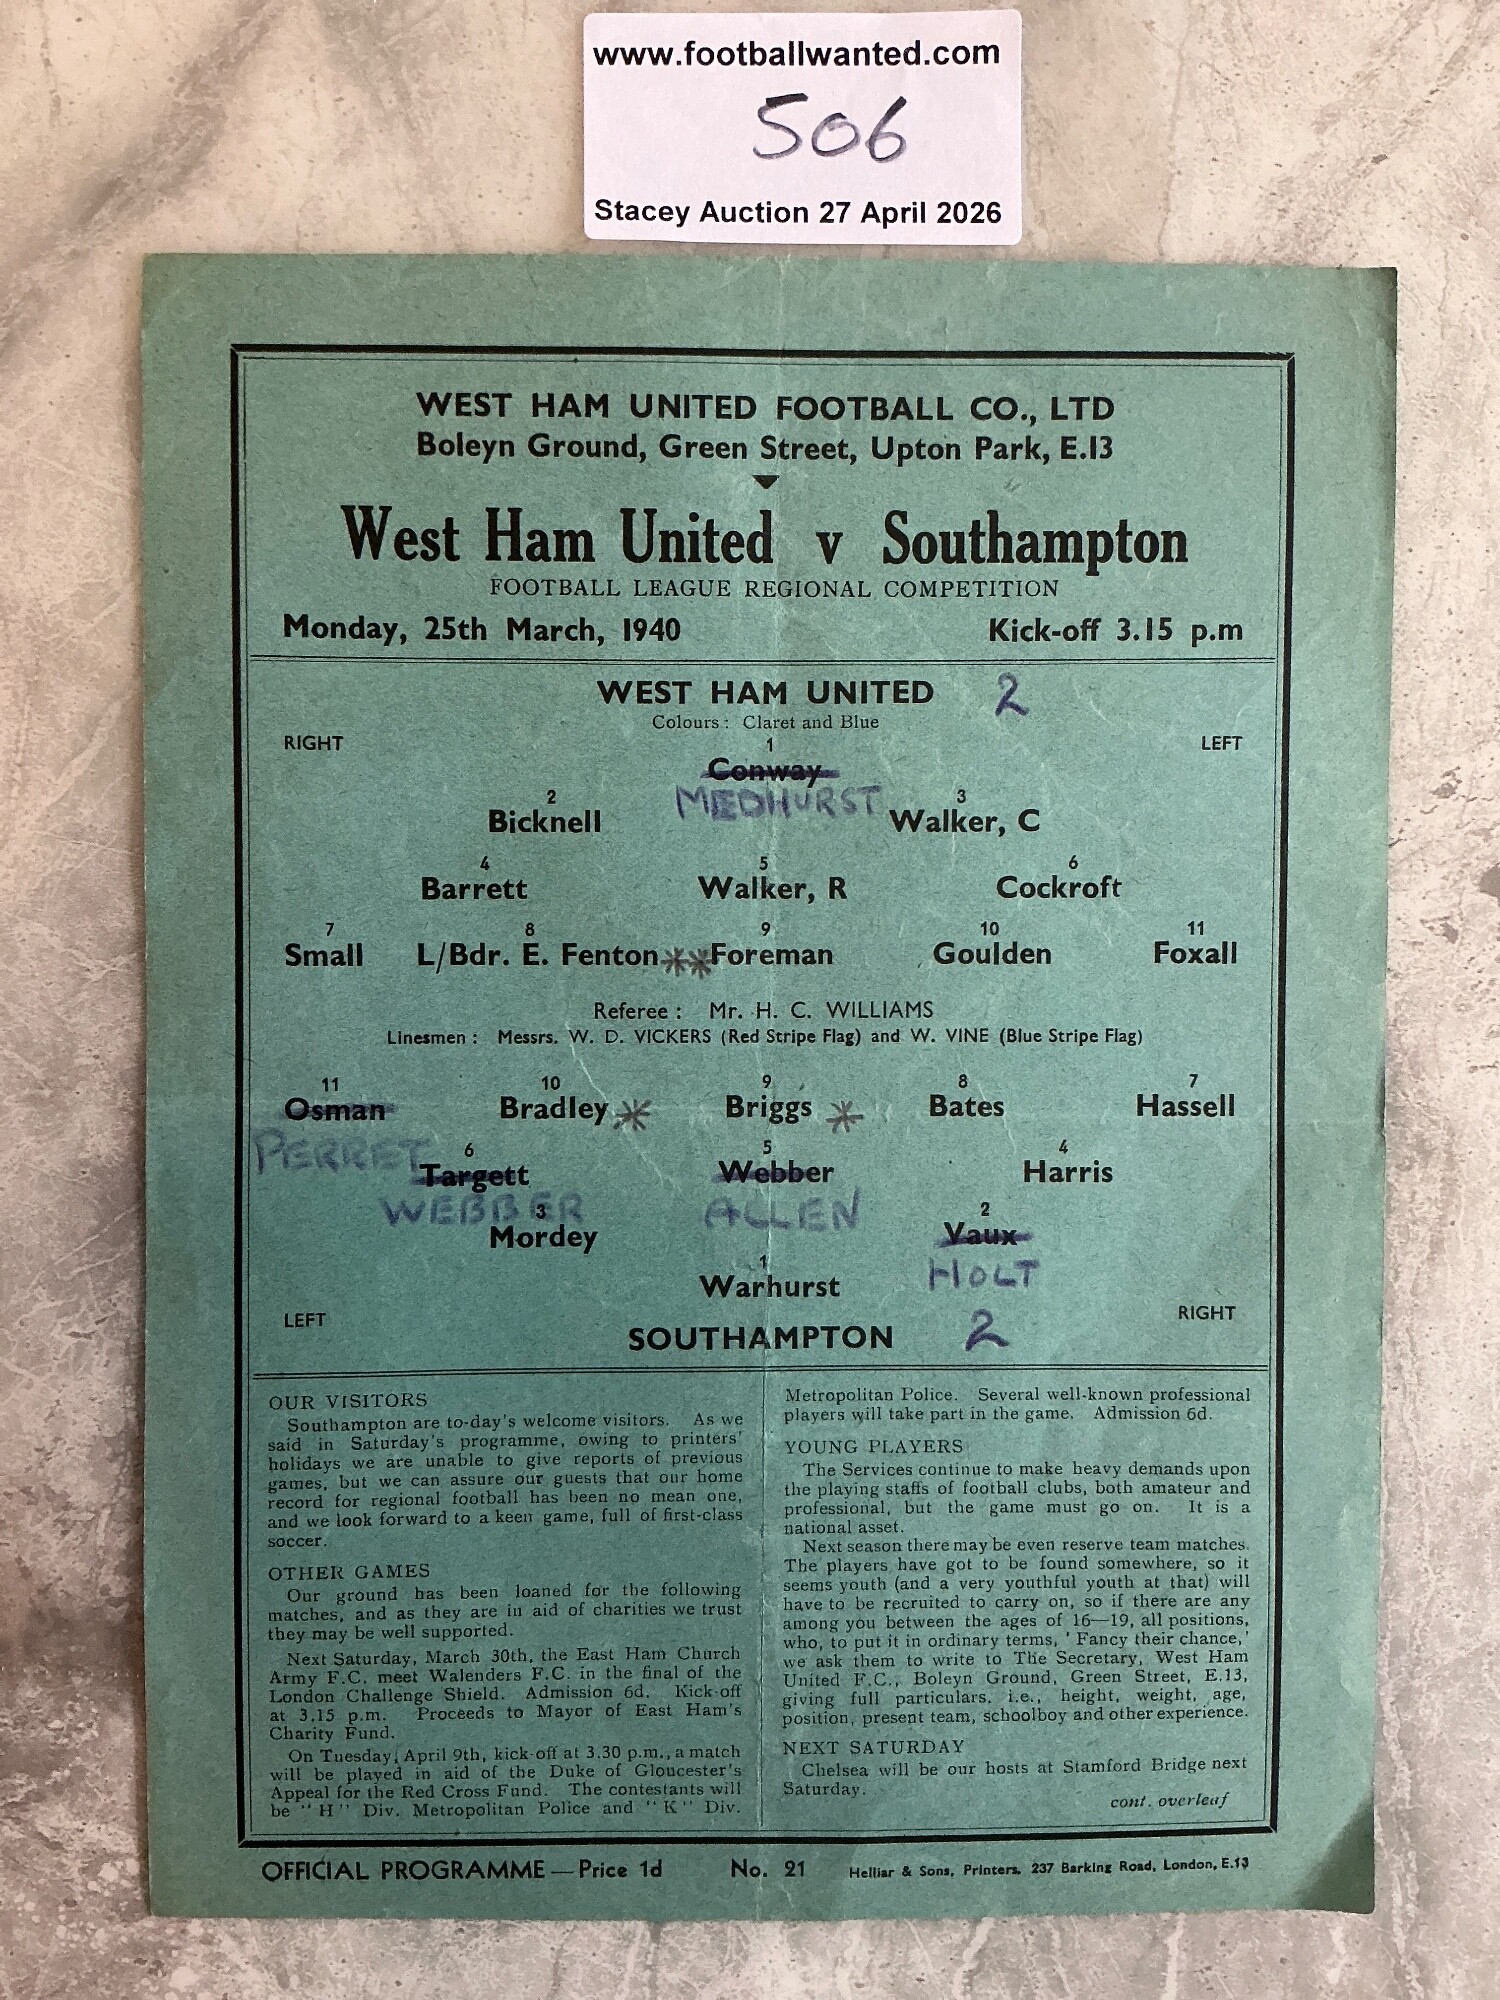 www.footballwanted.com
506
Stacey Auction 27 April 2026
WEST HAM UNITED FOOTBALL CO., LTD
Boleyn Ground, Green Street, Upton Park, E.13
West Ham United v Southampton
FOOTBALL LEAGUE REGIONAL COMPETITION
Monday, 25th March, 1940 Kick-off 3.15 p.m
WEST HAM UNITED 2
Colours: Claret and Blue
RIGHT LEFT
1
Conway
MEDHURST
2 3
Bicknell Walker, C
4 5 6
Barrett Walker, R Cockroft
7 8 9 10 11
Small L/Bdr. E. Fenton ** Foreman Goulden Foxall
Referee: Mr. H. C. WILLIAMS
Linesmen: Messrs. W. D. VICKERS (Red Stripe Flag) and W. VINE (Blue Stripe Flag)
11 10 9 8 7
Osman Bradley * Briggs * Bates Hassell
PERRET
6 5 4
Targett Webber Harris
WEBBER ALLEN
3 2
Mordey Vaux
HOLT
1
Warhurst
LEFT RIGHT
SOUTHAMPTON 2
OUR VISITORS
Southampton are to-day's welcome visitors. As we
said in Saturday's programme, owing to printers'
holidays we are unable to give reports of previous
games, but we can assure our guests that our home
record for regional football has been no mean one,
and we look forward to a keen game, full of first-class
soccer.
OTHER GAMES
Our ground has been loaned for the following
matches, and as they are in aid of charities we trust
they may be well supported.
Next Saturday, March 30th, the East Ham Church
Army F.C. meet Walenders F.C. in the final of the
London Challenge Shield. Admission 6d. Kick-off
at 3.15 p.m. Proceeds to Mayor of East Ham's
Charity Fund.
On Tuesday, April 9th, kick-off at 3.30 p.m., a match
will be played in aid of the Duke of Gloucester's
Appeal for the Red Cross Fund. The contestants will
be "H" Div. Metropolitan Police and "K" Div.
Metropolitan Police. Several well-known professional
players will take part in the game. Admission 6d.
YOUNG PLAYERS
The Services continue to make heavy demands upon
the playing staffs of football clubs, both amateur and
professional, but the game must go on. It is a
national asset.
Next season there may be even reserve team matches.
The players have got to be found somewhere, so it
seems youth (and a very youthful youth at that) will
have to be recruited to carry on, so if there are any
among you between the ages of 16—19, all positions,
who, to put it in ordinary terms, 'Fancy their chance,'
we ask them to write to The Secretary, West Ham
United F.C., Boleyn Ground, Green Street, E.13,
giving full particulars, i.e., height, weight, age,
position, present team, schoolboy and other experience.
NEXT SATURDAY
Chelsea will be our hosts at Stamford Bridge next
Saturday.
cont. overleaf
OFFICIAL PROGRAMME — Price 1d No. 21 Helliar & Sons, Printers, 237 Barking Road, London, E.13